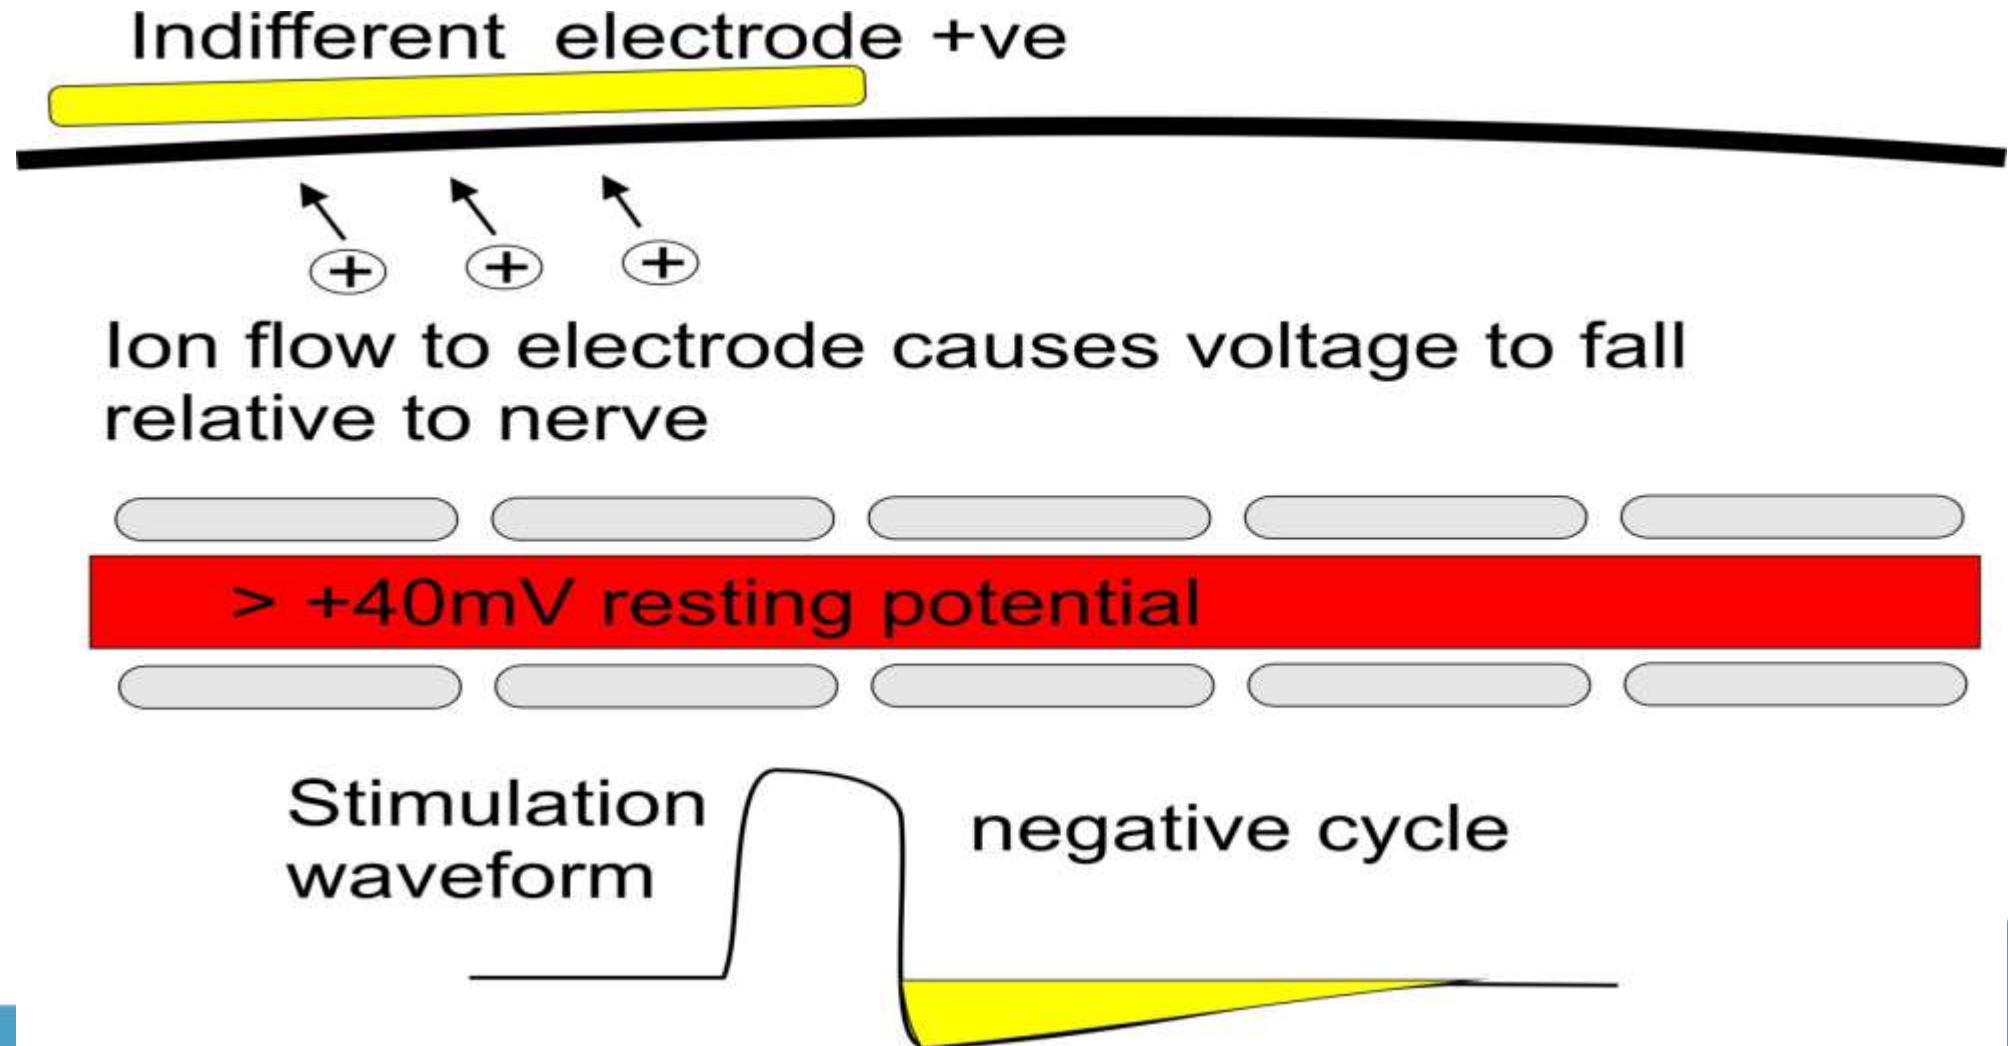 Indifferent electrode +ve
+ + +
Ion flow to electrode causes voltage to fall
relative to nerve
> +40mV resting potential
Stimulation
waveform
negative cycle